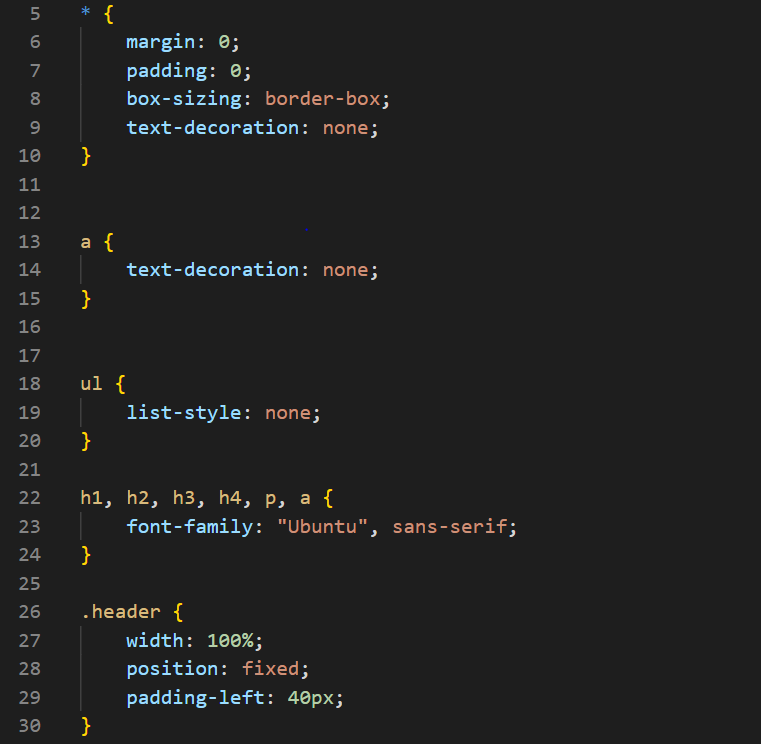 5 * {
6 margin: 0;
7 padding: 0;
8 box-sizing: border-box;
9 text-decoration: none;
10 }
11
12
13 a {
14 text-decoration: none;
15 }
16
17
18 ul {
19 list-style: none;
20 }
21
22 h1, h2, h3, h4, p, a {
23 font-family: "Ubuntu", sans-serif;
24 }
25
26 .header {
27 width: 100%;
28 position: fixed;
29 padding-left: 40px;
30 }